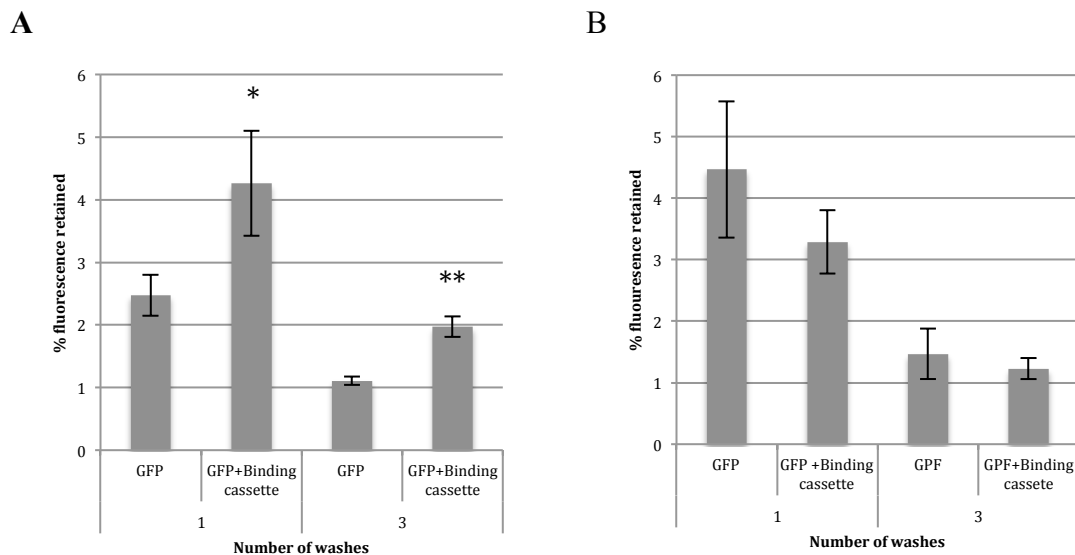 A
% fluorescence retained
6
5
4
3
2
1
0
*
**
GFP
GFP+Binding
cassette
GFP
GFP+Binding
cassette
1
3
Number of washes
B
% fluouresence retained
6
5
4
3
2
1
0
GFP
GFP +Binding
cassette
GPF
GPF+Binding
cassete
1
3
Number of washes